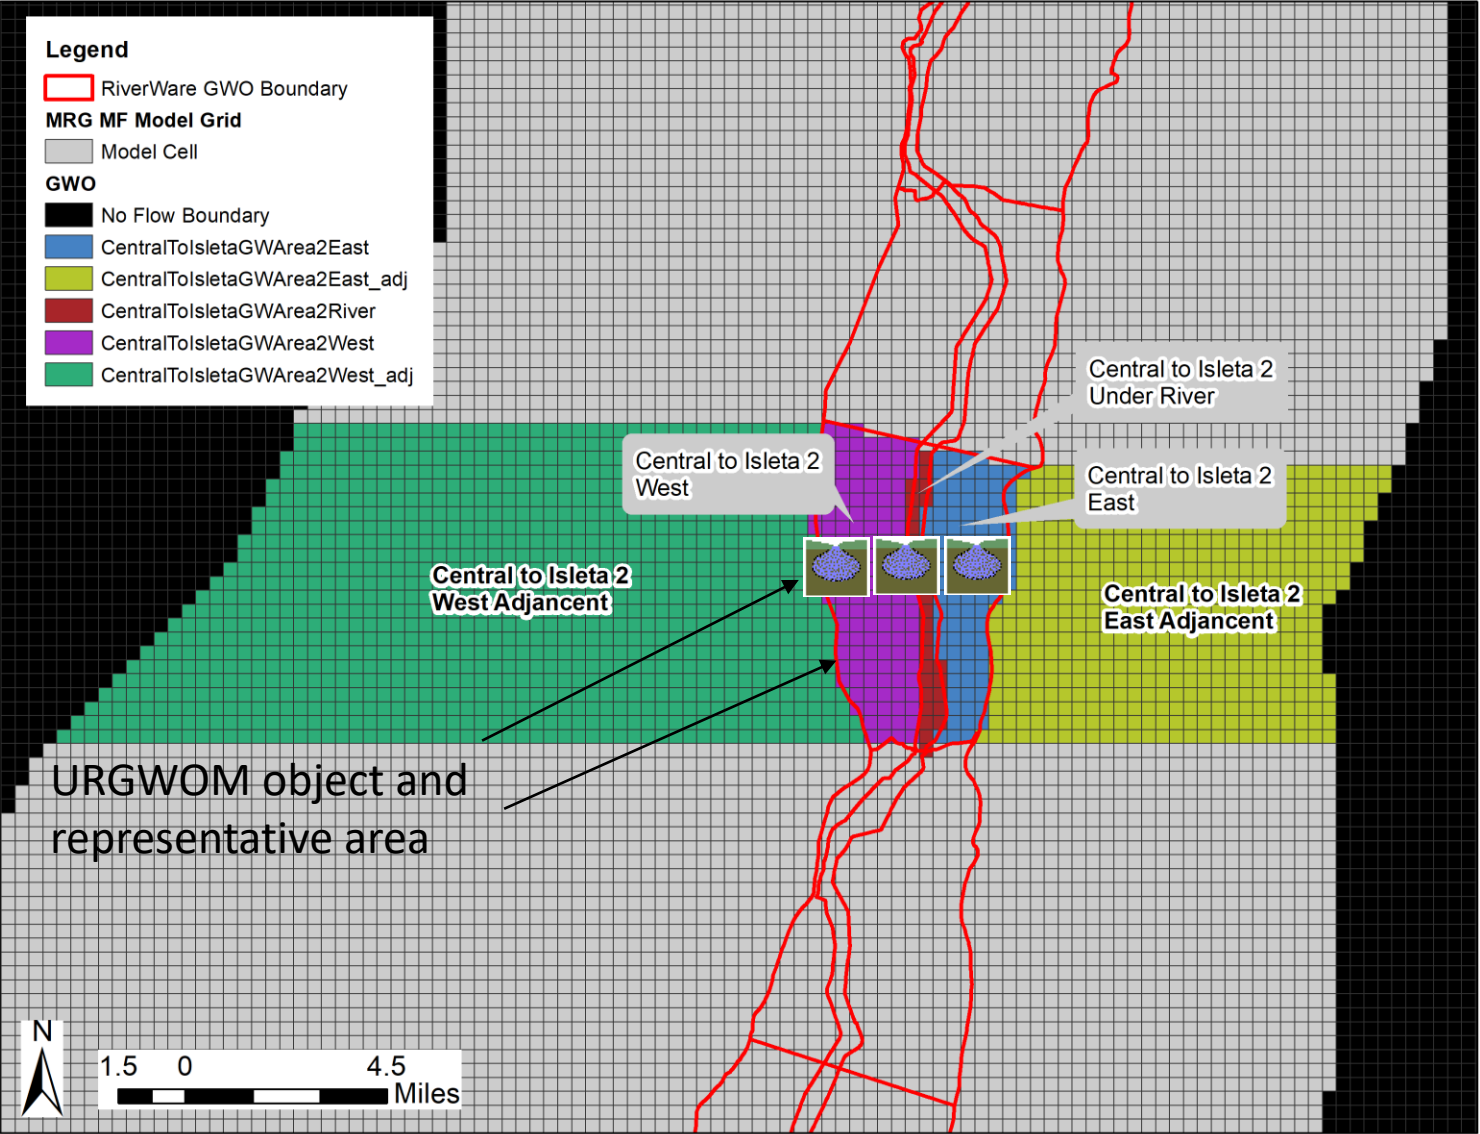 Legend
RiverWare GWO Boundary
MRG MF Model Grid
Model Cell
GWO
No Flow Boundary
CentralToIsletaGWArea2East
CentralToIsletaGWArea2East_adj
CentralToIsletaGWArea2River
CentralToIsletaGWArea2West
CentralToIsletaGWArea2West_adj
Central to Isleta 2
Under River
Central to Isleta 2
West
Central to Isleta 2
East
Central to Isleta 2
West Adjancent
Central to Isleta 2
East Adjancent
URGWOM object and
representative area
N
1.5 0 4.5
Miles